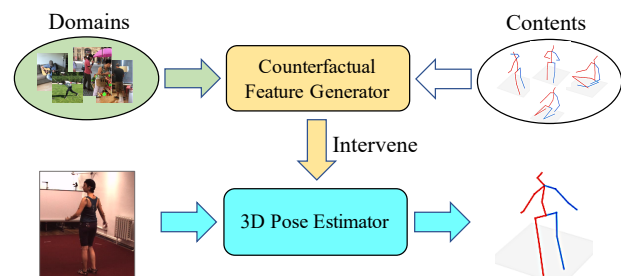 Domains
Contents
Counterfactual
Feature Generator
Intervene
3D Pose Estimator